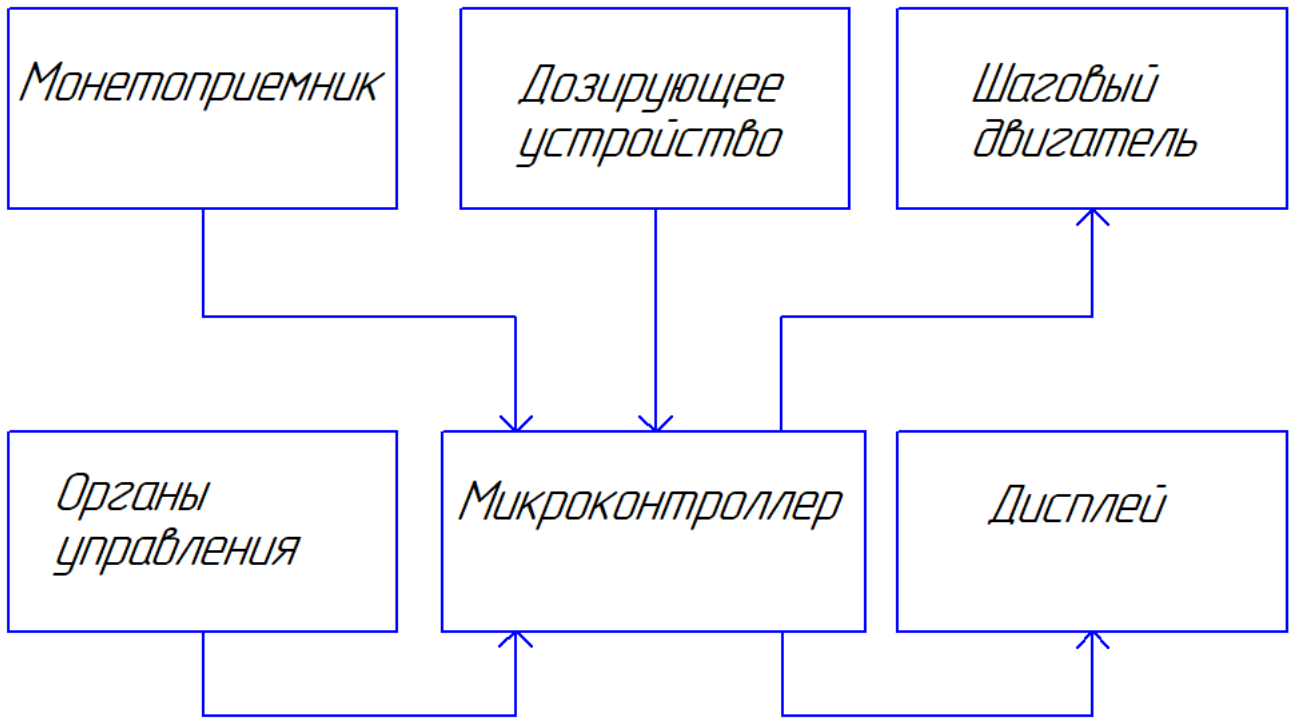 Монетоприемник
Дозирующее
устройство
Шаговый
двигатель
Органы
управления
Микроконтроллер
Дисплей